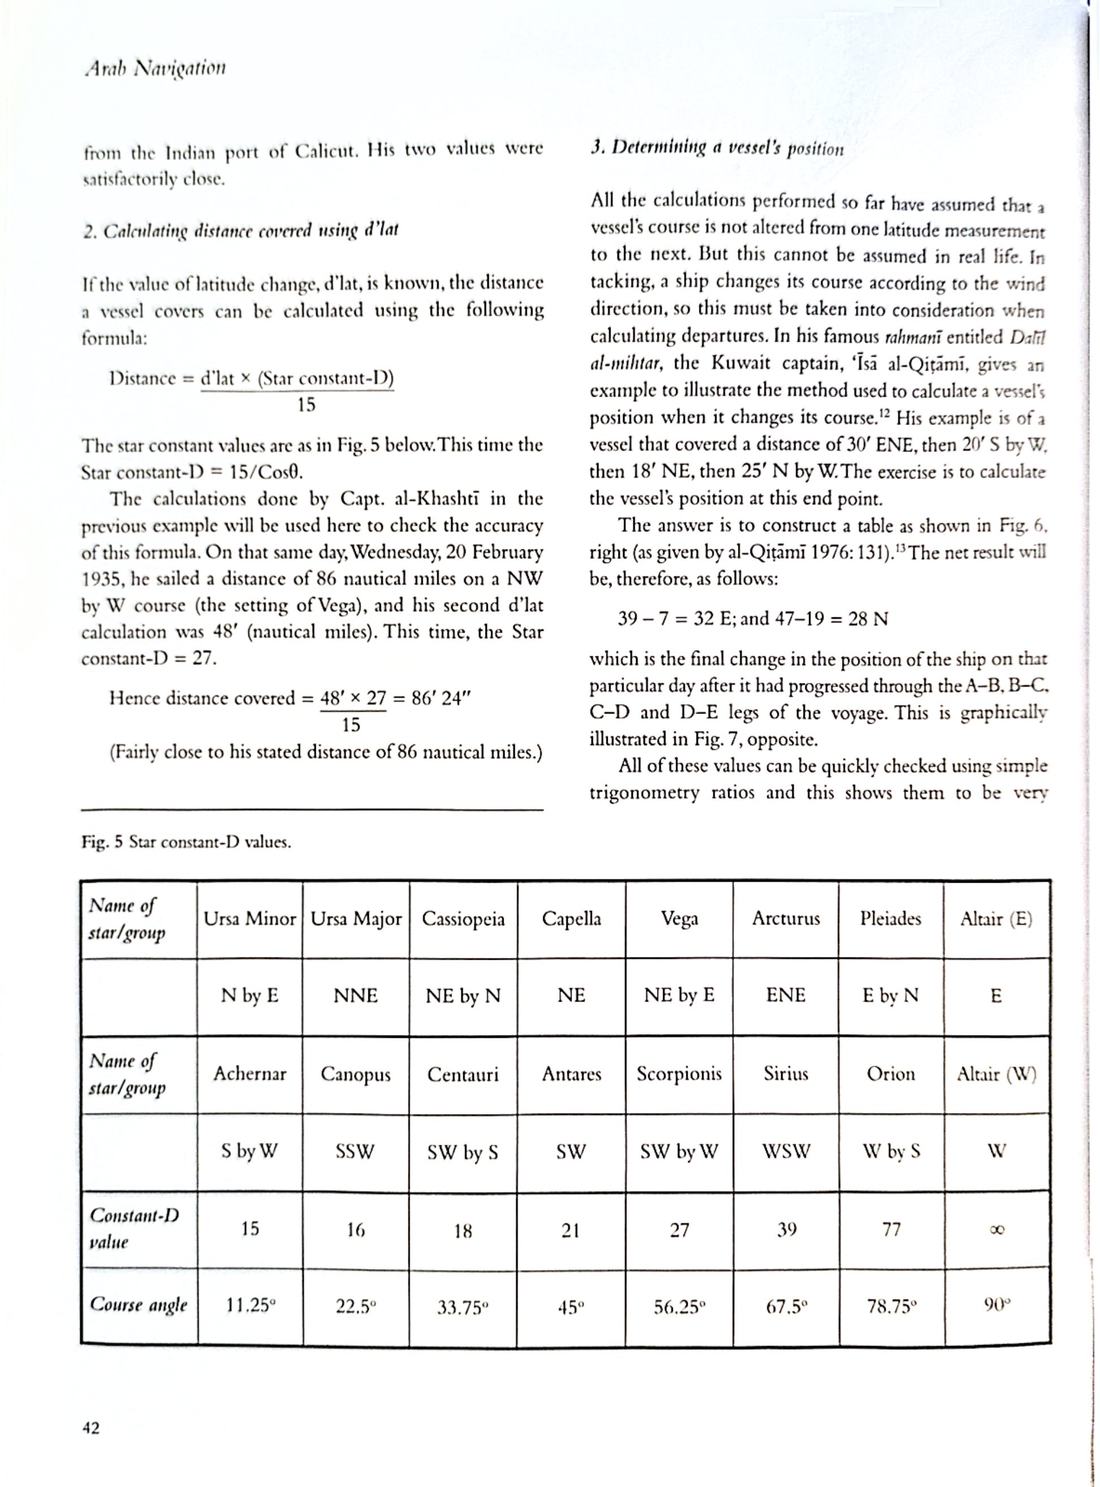 Arab Navigation
from the Indian port of Calicut. His two values were
satisfactorily close.
2. Calculating distance covered using d'lat
If the value of latitude change, d'lat, is known, the distance
a vessel covers can be calculated using the following
formula:
Distance = d'lat × (Star constant-D)
15
The star constant values are as in Fig. 5 below. This time the
Star constant-D = 15/Cosθ.
The calculations done by Capt. al-Khashtī in the
previous example will be used here to check the accuracy
of this formula. On that same day, Wednesday, 20 February
1935, he sailed a distance of 86 nautical miles on a NW
by W course (the setting of Vega), and his second d'lat
calculation was 48′ (nautical miles). This time, the Star
constant-D = 27.
Hence distance covered = 48′ × 27 = 86′ 24″
15
(Fairly close to his stated distance of 86 nautical miles.)
3. Determining a vessel's position
All the calculations performed so far have assumed that a
vessel's course is not altered from one latitude measurement
to the next. But this cannot be assumed in real life. In
tacking, a ship changes its course according to the wind
direction, so this must be taken into consideration when
calculating departures. In his famous rahmanī entitled Dalīl
al-mihtar, the Kuwait captain, ʿĪsā al-Qiṭāmī, gives an
example to illustrate the method used to calculate a vessel's
position when it changes its course.¹² His example is of a
vessel that covered a distance of 30′ ENE, then 20′ S by W,
then 18′ NE, then 25′ N by W. The exercise is to calculate
the vessel's position at this end point.
The answer is to construct a table as shown in Fig. 6,
right (as given by al-Qiṭāmī 1976: 131).¹³ The net result will
be, therefore, as follows:
39 – 7 = 32 E; and 47–19 = 28 N
which is the final change in the position of the ship on that
particular day after it had progressed through the A–B, B–C,
C–D and D–E legs of the voyage. This is graphically
illustrated in Fig. 7, opposite.
All of these values can be quickly checked using simple
trigonometry ratios and this shows them to be very
Fig. 5 Star constant-D values.
Name of star/group Ursa Minor Ursa Major Cassiopeia Capella Vega Arcturus Pleiades Altair (E)
N by E NNE NE by N NE NE by E ENE E by N E
Name of star/group Achernar Canopus Centauri Antares Scorpionis Sirius Orion Altair (W)
S by W SSW SW by S SW SW by W WSW W by S W
Constant-D value 15 16 18 21 27 39 77 ∞
Course angle 11.25° 22.5° 33.75° 45° 56.25° 67.5° 78.75° 90°
42